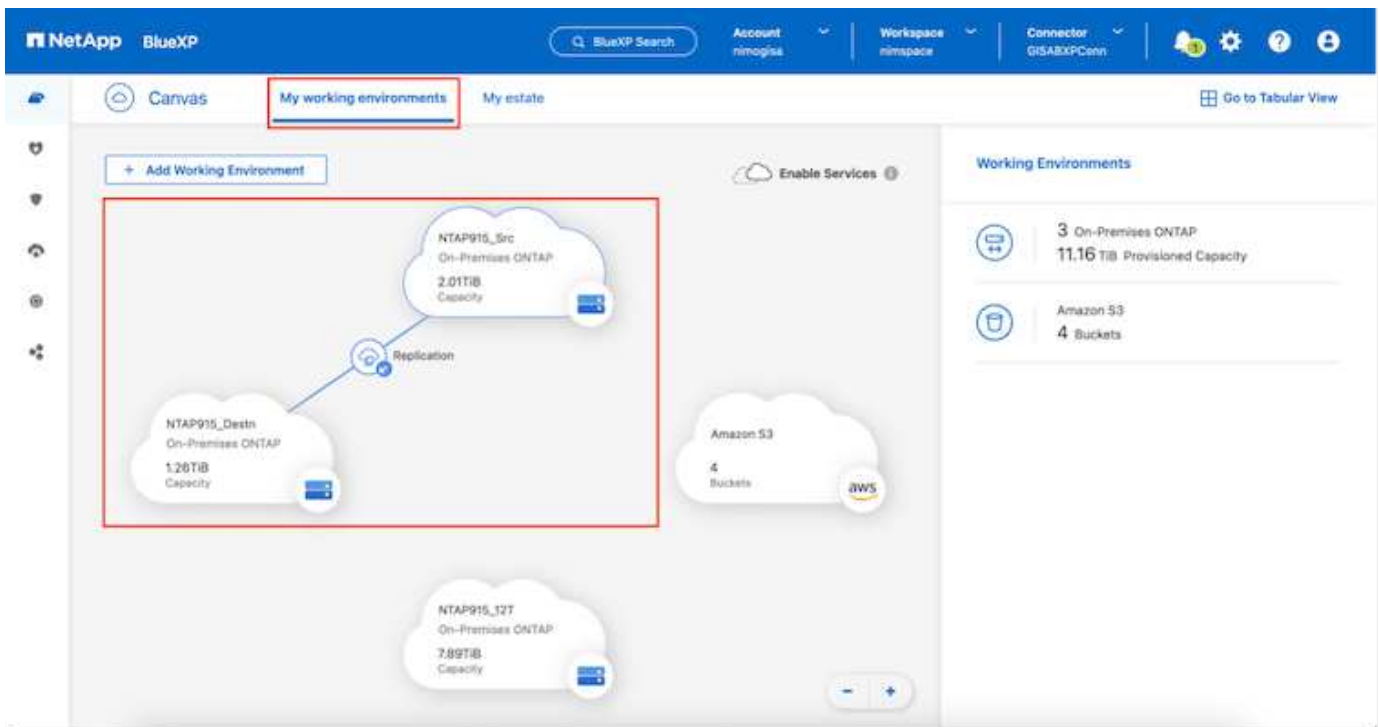 NetApp BlueXP
BlueXP Search
Account
nimogisa
Workspace
nimspace
Connector
GISABXPConn
1
Canvas
My working environments
My estate
Go to Tabular View
+ Add Working Environment
Enable Services
Working Environments
NTAP915_Src
On-Premises ONTAP
2.01TiB
Capacity
Replication
NTAP915_Destn
On-Premises ONTAP
1.26TiB
Capacity
Amazon S3
4
Buckets
aws
NTAP915_12T
On-Premises ONTAP
7.89TiB
Capacity
- +
3 On-Premises ONTAP
11.16 TiB Provisioned Capacity
Amazon S3
4 Buckets